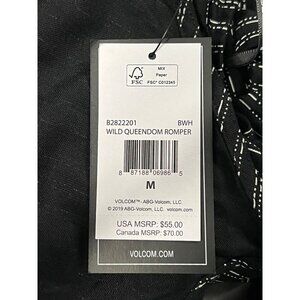 FSC
MIX
Paper
FSC® C012345
B2822201 BWH
WILD QUEENDOM ROMPER
8 87188 06986 5
M
VOLCOM™-ABG-Volcom, LLC.
© 2019 ABG-Volcom, LLC. volcom.com
USA MSRP: $55.00
Canada MSRP: $70.00
VOLCOM.COM